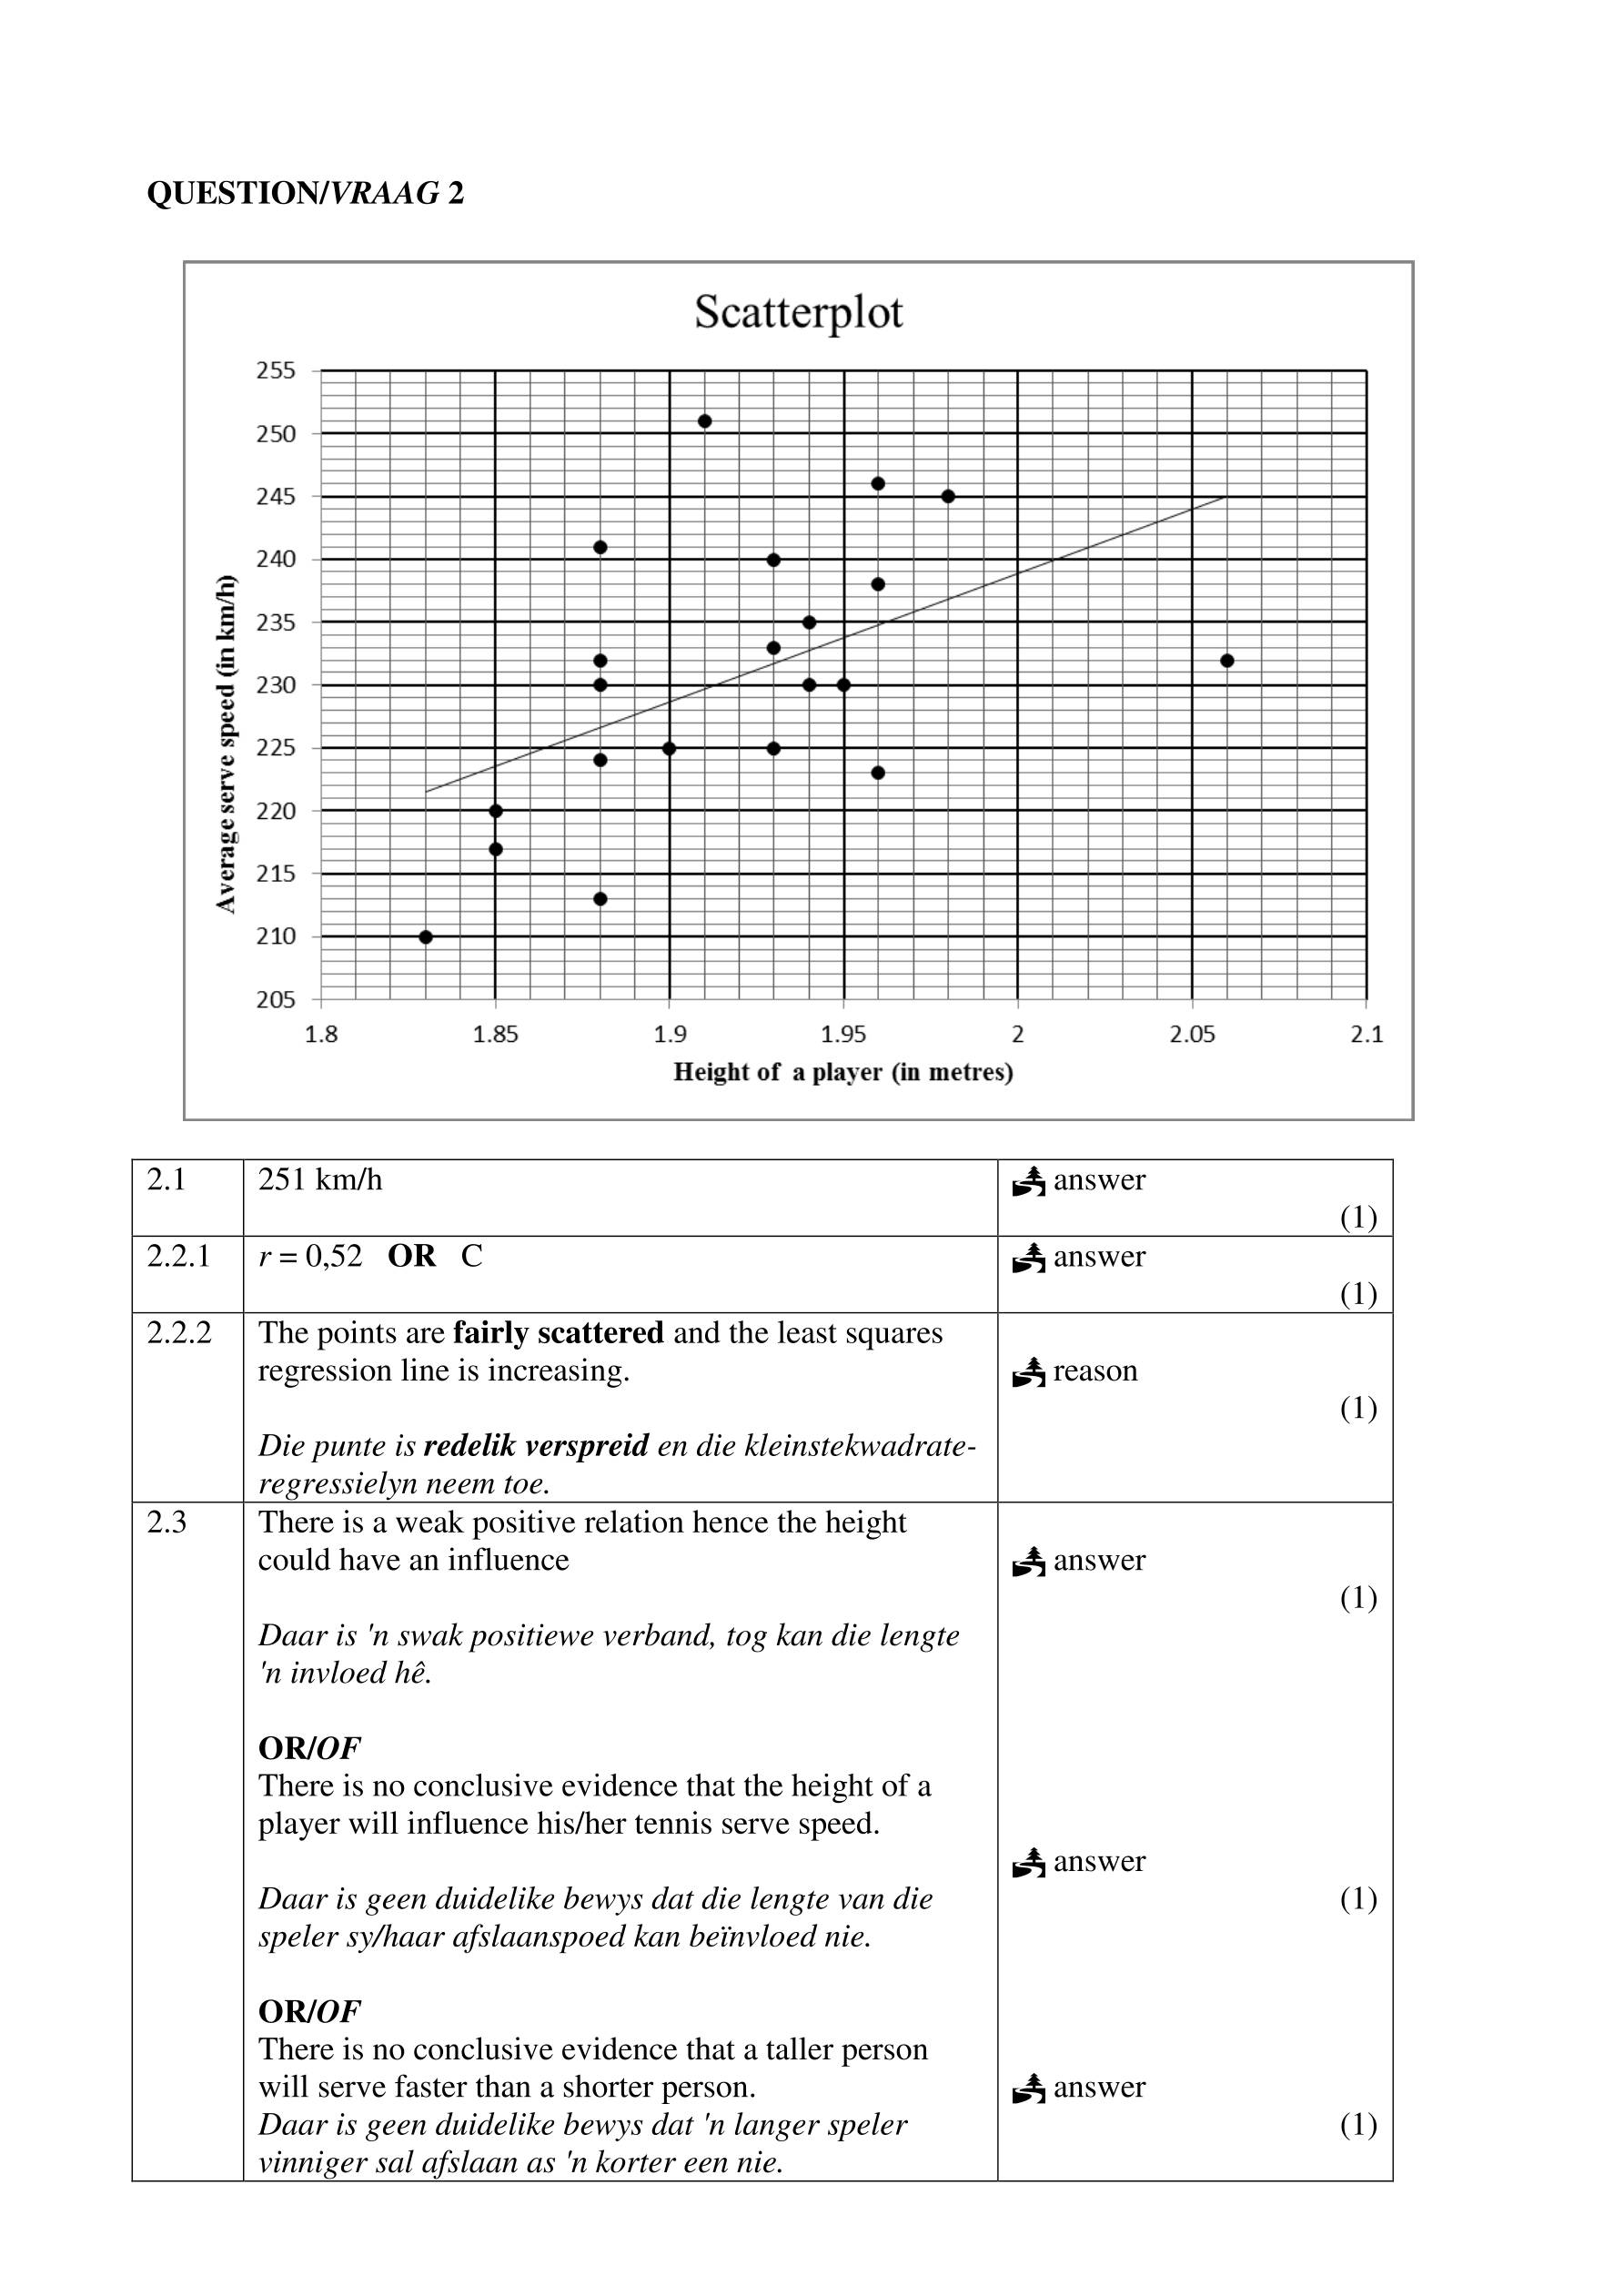 QUESTION/VRAAG 2
Scatterplot
255
250
245
240
235
230
225
220
215
210
205
Average serve speed (in km/h)
1.8 1.85 1.9 1.95 2 2.05 2.1
Height of a player (in metres)
2.1 251 km/h answer
(1)
2.2.1 r = 0,52 OR C answer
(1)
2.2.2 The points are fairly scattered and the least squares
regression line is increasing. reason
(1)
Die punte is redelik verspreid en die kleinstekwadrate-
regressielyn neem toe.
2.3 There is a weak positive relation hence the height
could have an influence answer
(1)
Daar is 'n swak positiewe verband, tog kan die lengte
'n invloed hê.
OR/OF
There is no conclusive evidence that the height of a
player will influence his/her tennis serve speed.
answer
Daar is geen duidelike bewys dat die lengte van die (1)
speler sy/haar afslaanspoed kan beïnvloed nie.
OR/OF
There is no conclusive evidence that a taller person
will serve faster than a shorter person. answer
Daar is geen duidelike bewys dat 'n langer speler (1)
vinniger sal afslaan as 'n korter een nie.